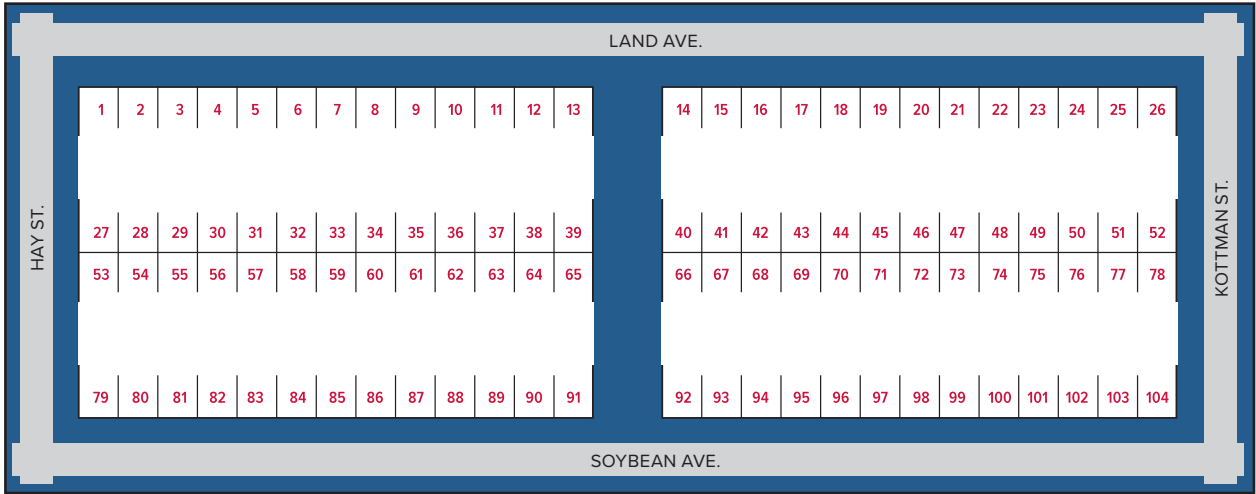 LAND AVE.
1 2 3 4 5 6 7 8 9 10 11 12 13 14 15 16 17 18 19 20 21 22 23 24 25 26
HAY ST.
KOTTMAN ST.
27 28 29 30 31 32 33 34 35 36 37 38 39 40 41 42 43 44 45 46 47 48 49 50 51 52
53 54 55 56 57 58 59 60 61 62 63 64 65 66 67 68 69 70 71 72 73 74 75 76 77 78
79 80 81 82 83 84 85 86 87 88 89 90 91 92 93 94 95 96 97 98 99 100 101 102 103 104
SOYBEAN AVE.